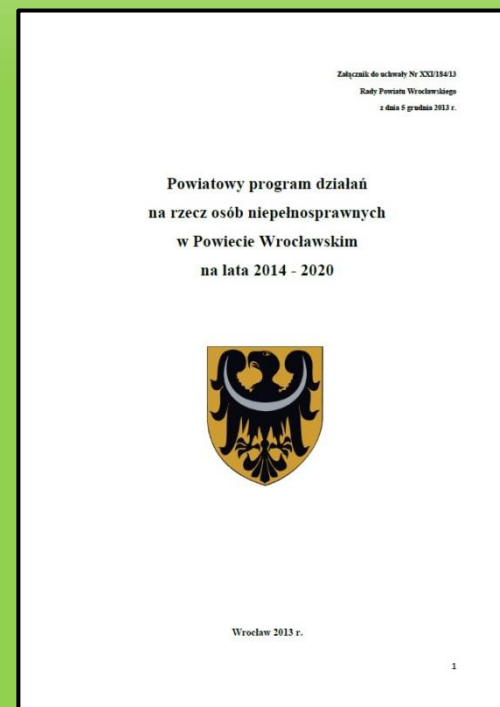 Załącznik do uchwały Nr XXI/184/13
Rady Powiatu Wrocławskiego
z dnia 5 grudnia 2013 r.
Powiatowy program działań
na rzecz osób niepełnosprawnych
w Powiecie Wrocławskim
na lata 2014 - 2020
Wrocław 2013 r.
1